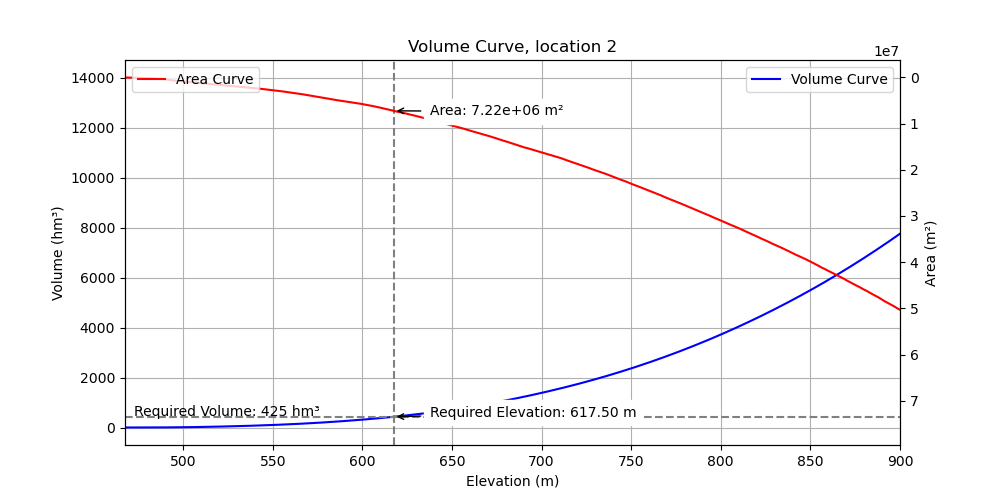 Volume Curve, location 2
1e7
14000
12000
10000
8000
6000
4000
2000
0
Volume (hm³)
Area Curve
Volume Curve
Area: 7.22e+06 m²
Required Volume: 425 hm³
Required Elevation: 617.50 m
0
1
2
3
4
5
6
7
Area (m²)
500
550
600
650
700
750
800
850
900
Elevation (m)